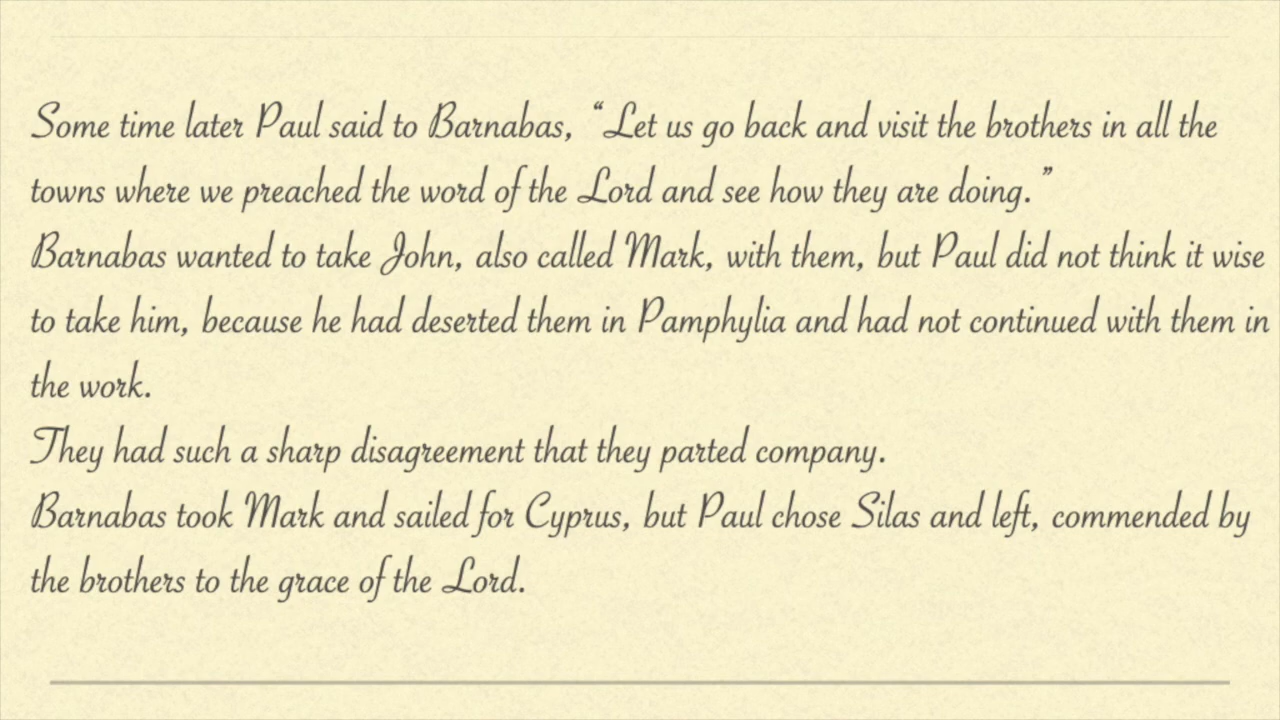 Some time later Paul said to Barnabas, “Let us go back and visit the brothers in all the
towns where we preached the word of the Lord and see how they are doing.”
Barnabas wanted to take John, also called Mark, with them, but Paul did not think it wise
to take him, because he had deserted them in Pamphylia and had not continued with them in
the work.
They had such a sharp disagreement that they parted company.
Barnabas took Mark and sailed for Cyprus, but Paul chose Silas and left, commended by
the brothers to the grace of the Lord.